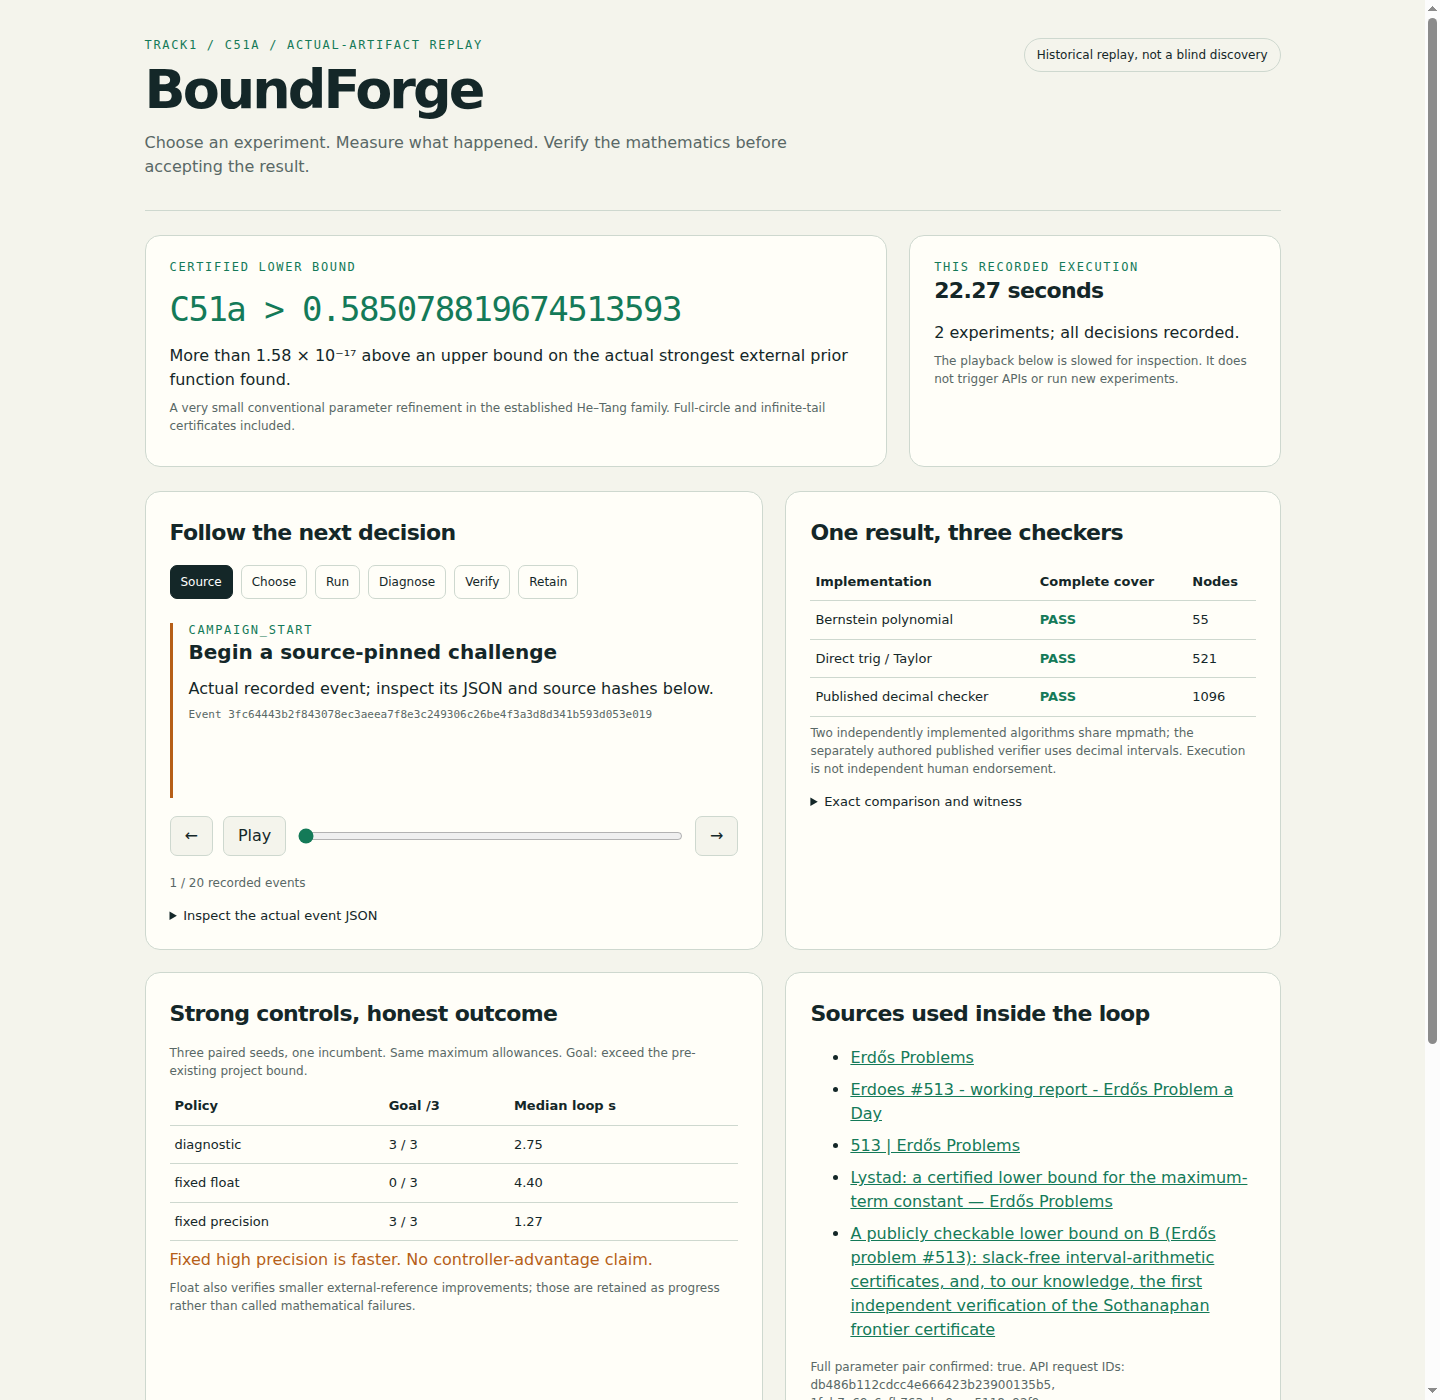 TRACK1 / C51A / ACTUAL-ARTIFACT REPLAY
Historical replay, not a blind discovery
BoundForge
Choose an experiment. Measure what happened. Verify the mathematics before
accepting the result.
CERTIFIED LOWER BOUND
C51a > 0.585078819674513593
More than 1.58 × 10⁻¹⁷ above an upper bound on the actual strongest external prior
function found.
A very small conventional parameter refinement in the established He–Tang family. Full-circle and infinite-tail
certificates included.
THIS RECORDED EXECUTION
22.27 seconds
2 experiments; all decisions recorded.
The playback below is slowed for inspection. It does
not trigger APIs or run new experiments.
Follow the next decision
Source Choose Run Diagnose Verify Retain
CAMPAIGN_START
Begin a source-pinned challenge
Actual recorded event; inspect its JSON and source hashes below.
Event 3fc64443b2f843078ec3aeea7f8e3c249306c26be4f3a3d8d341b593d053e019
← Play →
1 / 20 recorded events
▶ Inspect the actual event JSON
One result, three checkers
Implementation Complete cover Nodes
Bernstein polynomial PASS 55
Direct trig / Taylor PASS 521
Published decimal checker PASS 1096
Two independently implemented algorithms share mpmath; the
separately authored published verifier uses decimal intervals. Execution
is not independent human endorsement.
▶ Exact comparison and witness
Strong controls, honest outcome
Three paired seeds, one incumbent. Same maximum allowances. Goal: exceed the pre-
existing project bound.
Policy Goal /3 Median loop s
diagnostic 3 / 3 2.75
fixed float 0 / 3 4.40
fixed precision 3 / 3 1.27
Fixed high precision is faster. No controller-advantage claim.
Float also verifies smaller external-reference improvements; those are retained as progress
rather than called mathematical failures.
Sources used inside the loop
• Erdős Problems
• Erdoes #513 - working report - Erdős Problem a
Day
• 513 | Erdős Problems
• Lystad: a certified lower bound for the maximum-
term constant — Erdős Problems
• A publicly checkable lower bound on B (Erdős
problem #513): slack-free interval-arithmetic
certificates, and, to our knowledge, the first
independent verification of the Sothanaphan
frontier certificate
Full parameter pair confirmed: true. API request IDs:
db486b112cdcc4e666423b23900135b5,